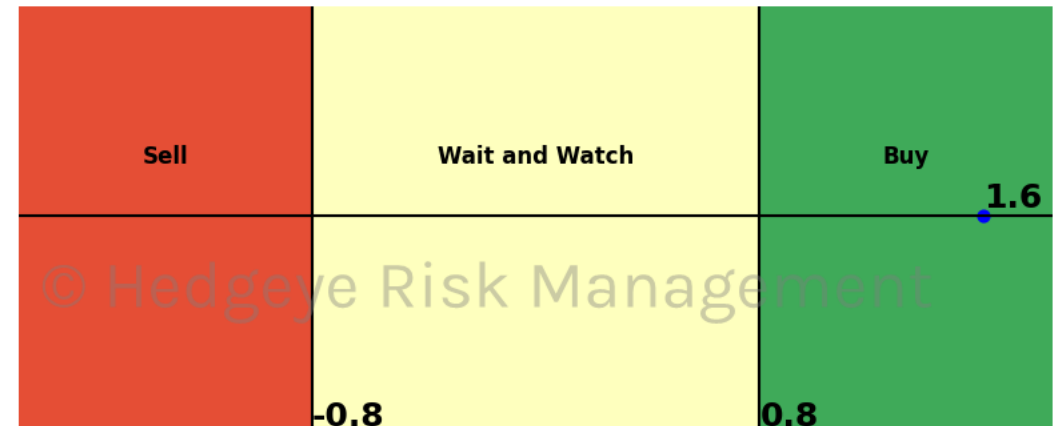 Sell
Wait and Watch
Buy
1.6
© Hedgeye Risk Management
-0.8
0.8